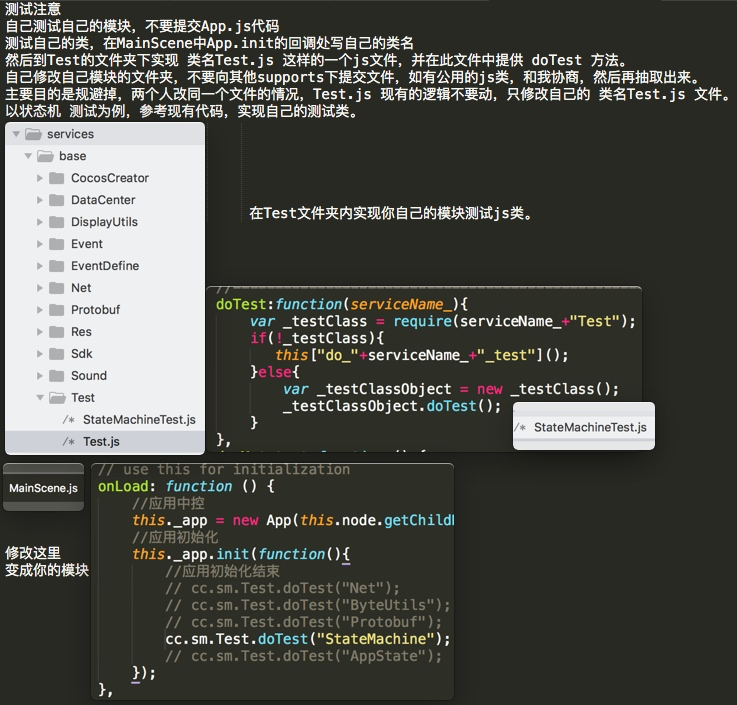 测试注意
自己测试自己的模块，不要提交App.js代码
测试自己的类，在MainScene中App.init的回调处写自己的类名
然后到Test的文件夹下实现 类名Test.js 这样的一个js文件，并在此文件中提供 doTest 方法。
自己修改自己模块的文件夹，不要向其他supports下提交文件，如有公用的js类，和我协商，然后再抽取出来。
主要目的是规避掉，两个人改同一个文件的情况，Test.js 现有的逻辑不要动，只修改自己的 类名Test.js 文件。
以状态机 测试为例，参考现有代码，实现自己的测试类。
services
base
CocosCreator
DataCenter
DisplayUtils
Event
EventDefine
Net
Protobuf
Res
Sdk
Sound
Test
/* StateMachineTest.js
/* Test.js
在Test文件夹内实现你自己的模块测试js类。
doTest:function(serviceName_){
var _testClass = require(serviceName_+"Test");
if(!_testClass){
this["do_"+serviceName_+"_test"]();
}else{
var _testClassObject = new _testClass();
_testClassObject.doTest();
}
},
/* StateMachineTest.js
MainScene.js
修改这里
变成你的模块
// use this for initialization
onLoad: function () {
//应用中控
this._app = new App(this.node.getChildB
//应用初始化
this._app.init(function(){
//应用初始化结束
// cc.sm.Test.doTest("Net");
// cc.sm.Test.doTest("ByteUtils");
// cc.sm.Test.doTest("Protobuf");
cc.sm.Test.doTest("StateMachine");
// cc.sm.Test.doTest("AppState");
});
},